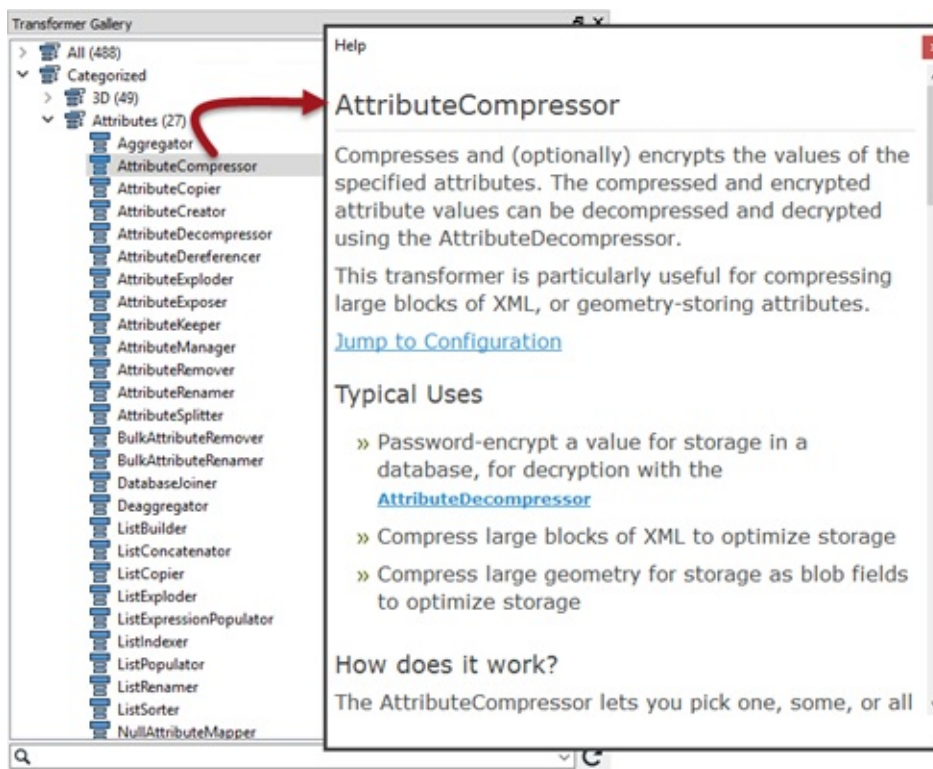 Transformer Gallery
All (488)
Categorized
3D (49)
Attributes (27)
Aggregator
AttributeCompressor
AttributeCopier
AttributeCreator
AttributeDecompressor
AttributeDereferencer
AttributeExploder
AttributeExposer
AttributeKeeper
AttributeManager
AttributeRemover
AttributeRenamer
AttributeSplitter
BulkAttributeRemover
BulkAttributeRenamer
DatabaseJoiner
Deaggregator
ListBuilder
ListConcatenator
ListCopier
ListExploder
ListExpressionPopulator
ListIndexer
ListPopulator
ListRenamer
ListSorter
NullAttributeMapper
Help
AttributeCompressor
Compresses and (optionally) encrypts the values of the
specified attributes. The compressed and encrypted
attribute values can be decompressed and decrypted
using the AttributeDecompressor.
This transformer is particularly useful for compressing
large blocks of XML, or geometry-storing attributes.
Jump to Configuration
Typical Uses
» Password-encrypt a value for storage in a
database, for decryption with the
AttributeDecompressor
» Compress large blocks of XML to optimize storage
» Compress large geometry for storage as blob fields
to optimize storage
How does it work?
The AttributeCompressor lets you pick one, some, or all